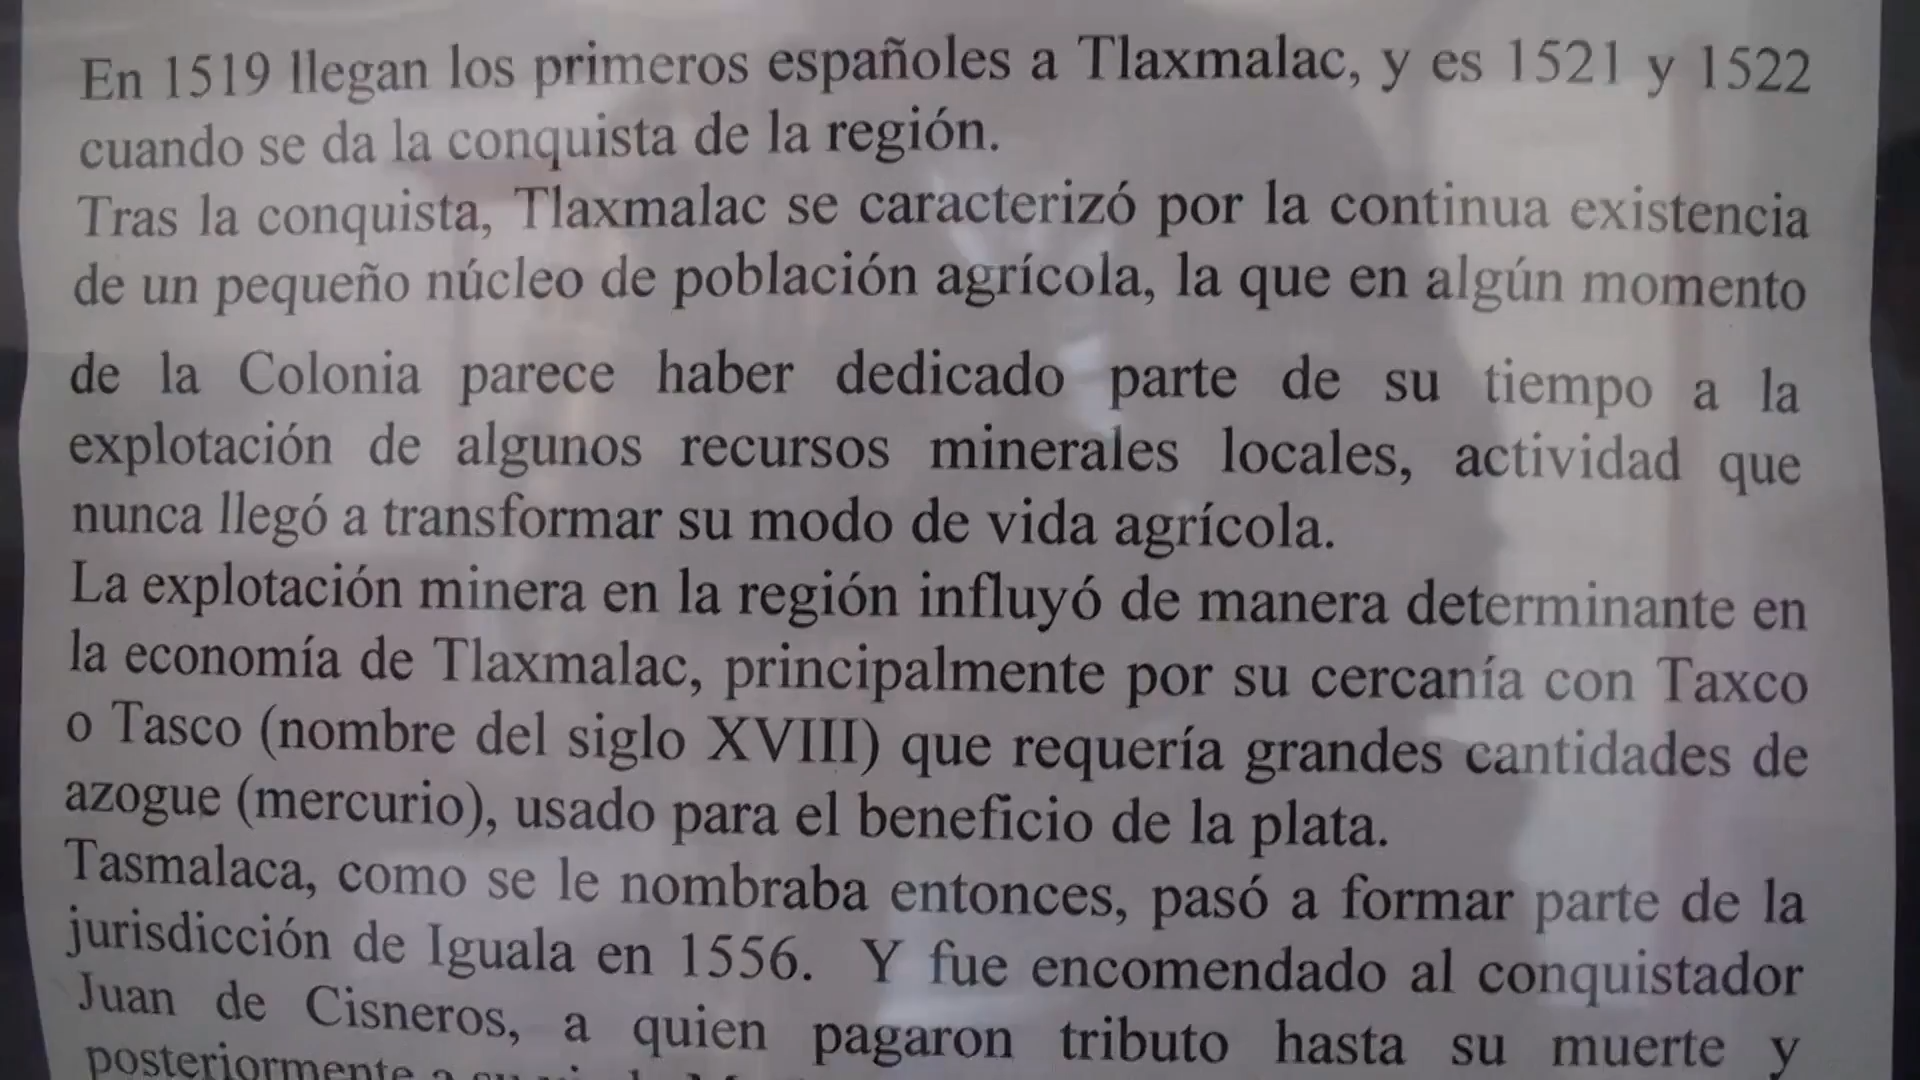 En 1519 llegan los primeros españoles a Tlaxmalac, y es 1521 y 1522
cuando se da la conquista de la región.
Tras la conquista, Tlaxmalac se caracterizó por la continua existencia
de un pequeño núcleo de población agrícola, la que en algún momento
de la Colonia parece haber dedicado parte de su tiempo a la
explotación de algunos recursos minerales locales, actividad que
nunca llegó a transformar su modo de vida agrícola.
La explotación minera en la región influyó de manera determinante en
la economía de Tlaxmalac, principalmente por su cercanía con Taxco
o Tasco (nombre del siglo XVIII) que requería grandes cantidades de
azogue (mercurio), usado para el beneficio de la plata.
Tasmalaca, como se le nombraba entonces, pasó a formar parte de la
jurisdicción de Iguala en 1556. Y fue encomendado al conquistador
Juan de Cisneros, a quien pagaron tributo hasta su muerte y
posteriormente a